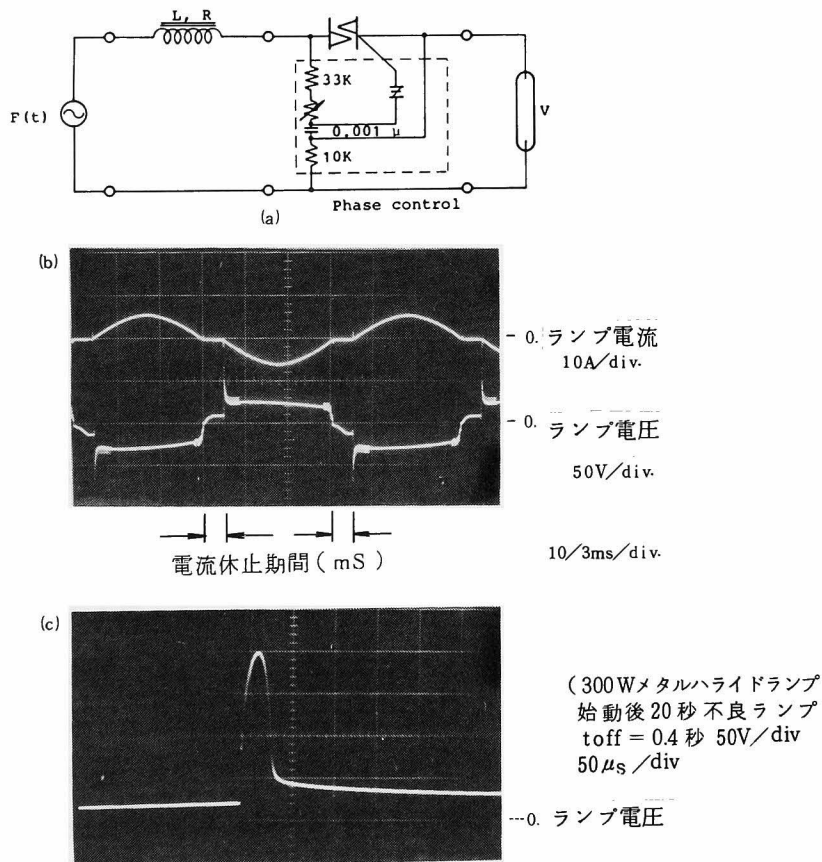 L, R
33K
F(t)
V
0.001 μ
10K
(a)
Phase control
(b)
- 0. ランプ電流
10A/div.
- 0. ランプ電圧
50V/div.
電流休止期間 ( mS )
10/3ms/div.
(c)
(300Wメタルハライドランプ
始動後20秒不良ランプ
toff = 0.4秒 50V/div
50μs/div
---0. ランプ電圧